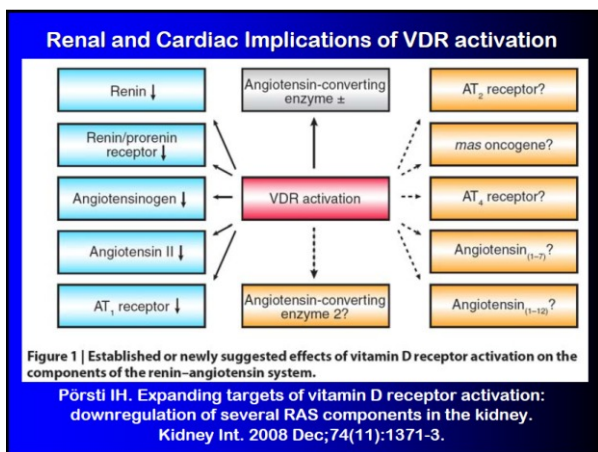 Renal and Cardiac Implications of VDR activation
Renin ↓
Angiotensin-converting
enzyme ±
AT₂ receptor?
Renin/prorenin
receptor ↓
mas oncogene?
Angiotensinogen ↓
VDR activation
AT₄ receptor?
Angiotensin II ↓
Angiotensin₍₁₋₇₎?
AT₁ receptor ↓
Angiotensin-converting
enzyme 2?
Angiotensin₍₁₋₁₂₎?
Figure 1 | Established or newly suggested effects of vitamin D receptor activation on the
components of the renin–angiotensin system.
Pörsti IH. Expanding targets of vitamin D receptor activation:
downregulation of several RAS components in the kidney.
Kidney Int. 2008 Dec;74(11):1371-3.